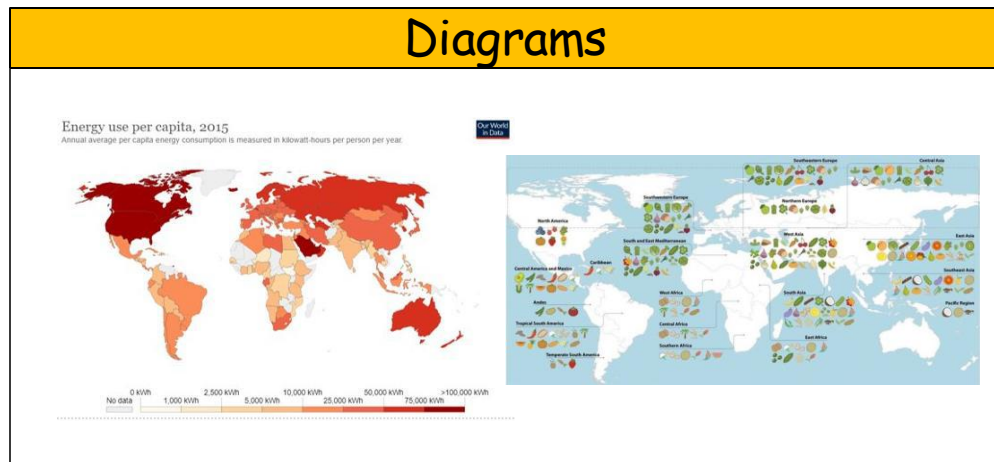 Diagrams
Energy use per capita, 2015
Annual average per capita energy consumption is measured in kilowatt-hours per person per year.
Our World
in Data
No data
0 kWh
1,000 kWh
2,500 kWh
5,000 kWh
10,000 kWh
25,000 kWh
50,000 kWh
75,000 kWh
>100,000 kWh
Southeastern Europe
Central Asia
Southwestern Europe
Northern Europe
North America
West Asia
East Asia
South and East Mediterranean
Caribbean
Central America and Mexico
Southeast Asia
Andes
West Africa
South Asia
Pacific Region
Tropical South America
Central Africa
East Africa
Southern Africa
Temperate South America